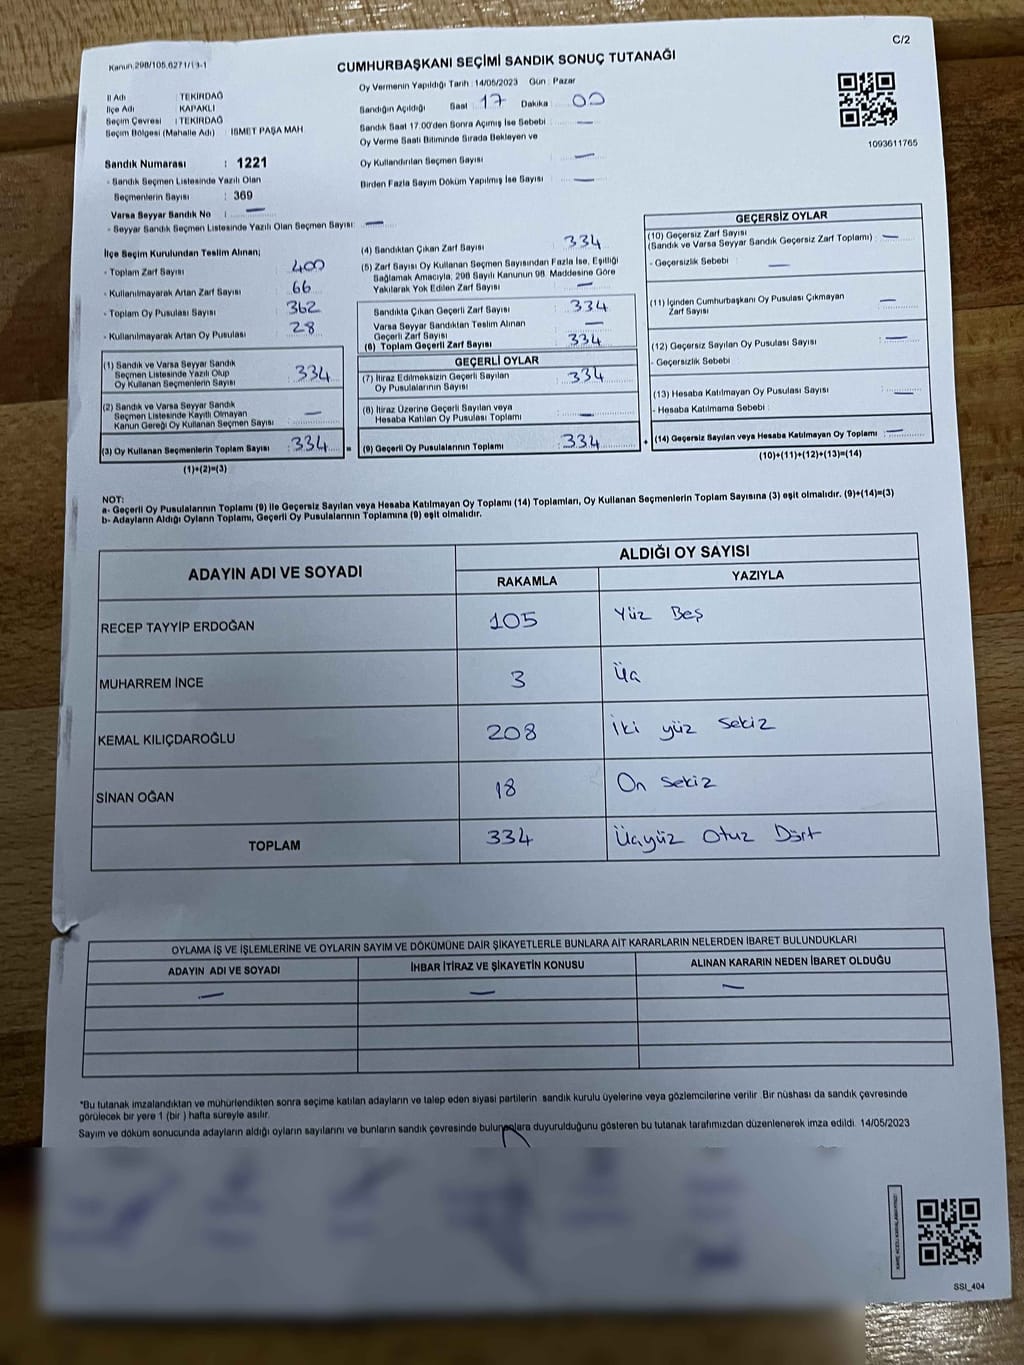 C/2
Kanun:298/105,6271/19-1
CUMHURBAŞKANI SEÇİMİ SANDIK SONUÇ TUTANAĞI
İl Adı : TEKİRDAĞ
İlçe Adı : KAPAKLI
Seçim Çevresi : TEKİRDAĞ
Seçim Bölgesi (Mahalle Adı) : İSMET PAŞA MAH.
Sandık Numarası : 1221
- Sandık Seçmen Listesinde Yazılı Olan
Seçmenlerin Sayısı : 369
Varsa Seyyar Sandık No : —
- Seyyar Sandık Seçmen Listesinde Yazılı Olan Seçmen Sayısı: —
Oy Vermenin Yapıldığı Tarih : 14/05/2023 Gün : Pazar
Sandığın Açıldığı Saat 17 Dakika 00
Sandık Saat 17.00'den Sonra Açımış İse Sebebi —
Oy Verme Saati Bitiminde Sırada Bekleyen ve
Oy Kullandırılan Seçmen Sayısı —
Birden Fazla Sayım Döküm Yapılmış İse Sayısı —
1093611765
İlçe Seçim Kurulundan Teslim Alınan;
- Toplam Zarf Sayısı : 400
- Kullanılmayarak Artan Zarf Sayısı : 66
- Toplam Oy Pusulası Sayısı : 362
- Kullanılmayarak Artan Oy Pusulası : 28
(1) Sandık ve Varsa Seyyar Sandık
Seçmen Listesinde Yazılı Olup
Oy Kullanan Seçmenlerin Sayısı : 334
(2) Sandık ve Varsa Seyyar Sandık
Seçmen Listesinde Kayıtlı Olmayan
Kanun Gereği Oy Kullanan Seçmen Sayısı : —
(3) Oy Kullanan Seçmenlerin Toplam Sayısı : 334
(1)+(2)=(3)
(4) Sandıktan Çıkan Zarf Sayısı : 334
(5) Zarf Sayısı Oy Kullanan Seçmen Sayısından Fazla İse, Eşitliği
Sağlamak Amacıyla, 298 Sayılı Kanunun 98. Maddesine Göre
Yakılarak Yok Edilen Zarf Sayısı : —
Sandıkta Çıkan Geçerli Zarf Sayısı : 334
Varsa Seyyar Sandıktan Teslim Alınan
Geçerli Zarf Sayısı : —
(6) Toplam Geçerli Zarf Sayısı : 334
GEÇERLİ OYLAR
(7) İtiraz Edilmeksizin Geçerli Sayılan
Oy Pusulalarının Sayısı : 334
(8) İtiraz Üzerine Geçerli Sayılan veya
Hesaba Katılan Oy Pusulası Toplamı : —
= (9) Geçerli Oy Pusulalarının Toplamı : 334
GEÇERSİZ OYLAR
(10) Geçersiz Zarf Sayısı
(Sandık ve Varsa Seyyar Sandık Geçersiz Zarf Toplamı) : —
- Geçersizlik Sebebi : —
(11) İçinden Cumhurbaşkanı Oy Pusulası Çıkmayan
Zarf Sayısı : —
(12) Geçersiz Sayılan Oy Pusulası Sayısı : —
- Geçersizlik Sebebi :
(13) Hesaba Katılmayan Oy Pusulası Sayısı : —
- Hesaba Katılmama Sebebi :
+ (14) Geçersiz Sayılan veya Hesaba Katılmayan Oy Toplamı : —
(10)+(11)+(12)+(13)=(14)
NOT:
a- Geçerli Oy Pusulalarının Toplamı (9) ile Geçersiz Sayılan veya Hesaba Katılmayan Oy Toplamı (14) Toplamları, Oy Kullanan Seçmenlerin Toplam Sayısına (3) eşit olmalıdır. (9)+(14)=(3)
b- Adayların Aldığı Oyların Toplamı, Geçerli Oy Pusulalarının Toplamına (9) eşit olmalıdır.
ADAYIN ADI VE SOYADI
ALDIĞI OY SAYISI
RAKAMLA YAZIYLA
RECEP TAYYİP ERDOĞAN 105 Yüz Beş
MUHARREM İNCE 3 Üç
KEMAL KILIÇDAROĞLU 208 İki yüz sekiz
SİNAN OĞAN 18 On sekiz
TOPLAM 334 Üçyüz Otuz Dört
OYLAMA İŞ VE İŞLEMLERİNE VE OYLARIN SAYIM VE DÖKÜMÜNE DAİR ŞİKAYETLERLE BUNLARA AİT KARARLARIN NELERDEN İBARET BULUNDUKLARI
ADAYIN ADI VE SOYADI İHBAR İTİRAZ VE ŞİKAYETİN KONUSU ALINAN KARARIN NEDEN İBARET OLDUĞU
— — —
*Bu tutanak imzalandıktan ve mühürlendikten sonra seçime katılan adayların ve talep eden siyasi partilerin sandık kurulu üyelerine veya gözlemcilerine verilir. Bir nüshası da sandık çevresinde
görülecek bir yere 1 (bir ) hafta süreyle asılır.
Sayım ve döküm sonucunda adayların aldığı oyların sayılarını ve bunların sandık çevresinde bulunanlara duyurulduğunu gösteren bu tutanak tarafımızdan düzenlenerek imza edildi. 14/05/2023
SSI_404